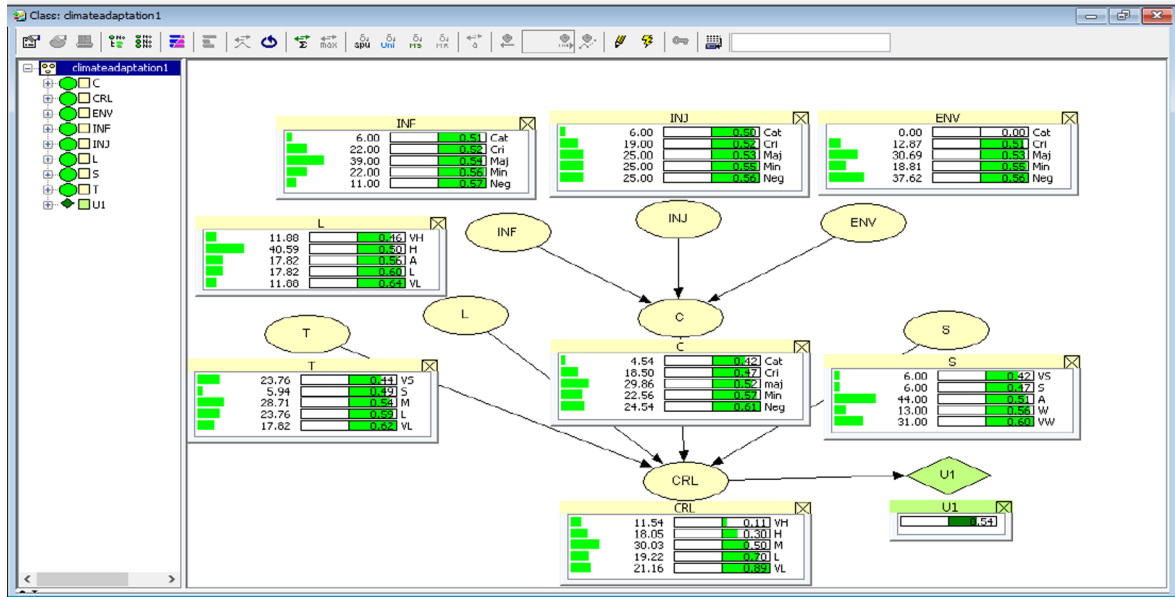 Class: climateadaptation1
climateadaptation1
C
CRL
ENV
INF
INJ
L
S
T
U1
INF
6.00 0.51 Cat
22.00 0.52 Cri
39.00 0.54 Maj
22.00 0.56 Min
11.00 0.57 Neg
INJ
6.00 0.50 Cat
19.00 0.52 Cri
25.00 0.53 Maj
25.00 0.55 Min
25.00 0.56 Neg
ENV
0.00 0.00 Cat
12.87 0.51 Cri
30.69 0.53 Maj
18.81 0.55 Min
37.62 0.56 Neg
L
11.88 0.46 VH
40.59 0.50 H
17.82 0.56 A
17.82 0.60 L
11.88 0.64 VL
INF
INJ
ENV
T
L
C
S
T
23.76 0.44 VS
5.94 0.49 S
28.71 0.54 M
23.76 0.59 L
17.82 0.62 VL
C
4.54 0.42 Cat
18.50 0.47 Cri
29.86 0.52 maj
22.56 0.57 Min
24.54 0.61 Neg
S
6.00 0.42 VS
6.00 0.47 S
44.00 0.51 A
13.00 0.56 W
31.00 0.60 VW
CRL
U1
CRL
11.54 0.11 VH
18.05 0.30 H
30.03 0.50 M
19.22 0.70 L
21.16 0.89 VL
U1
0.54